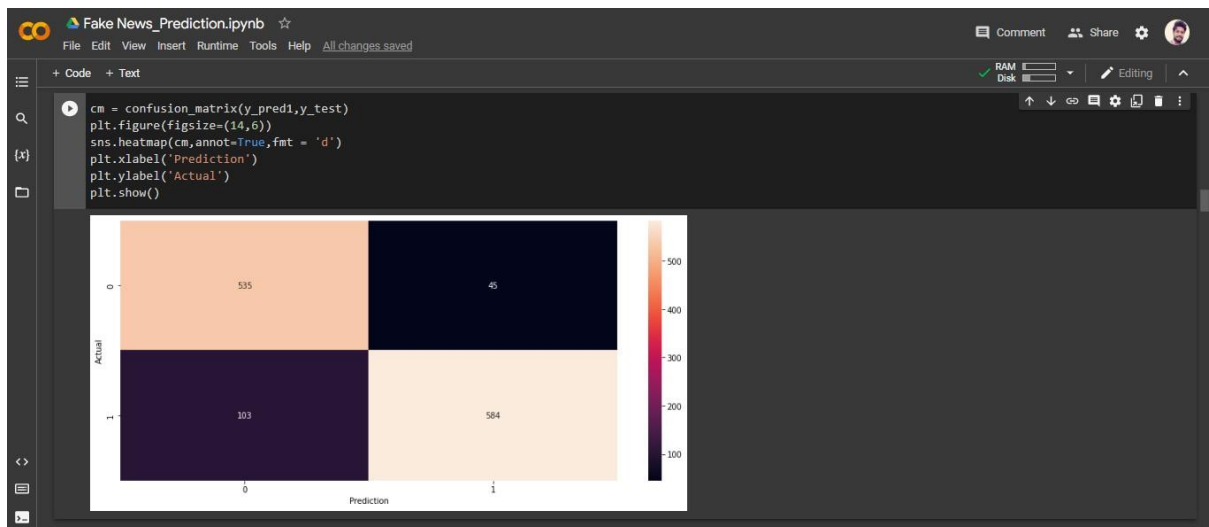 Fake News_Prediction.ipynb
Comment
Share
File Edit View Insert Runtime Tools Help All changes saved
+ Code + Text
RAM
Disk
Editing
cm = confusion_matrix(y_pred1,y_test)
plt.figure(figsize=(14,6))
sns.heatmap(cm,annot=True,fmt = 'd')
plt.xlabel('Prediction')
plt.ylabel('Actual')
plt.show()
{x}
535
45
103
584
0
1
Actual
0
1
Prediction
500
400
300
200
100